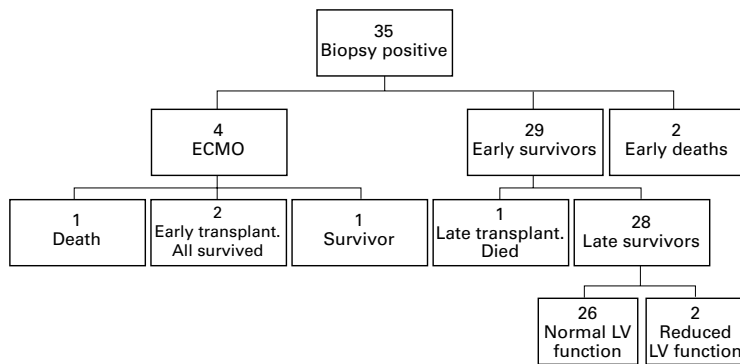 35
Biopsy positive
4
ECMO
29
Early survivors
2
Early deaths
1
Death
2
Early transplant.
All survived
1
Survivor
1
Late transplant.
Died
28
Late survivors
26
Normal LV
function
2
Reduced
LV function